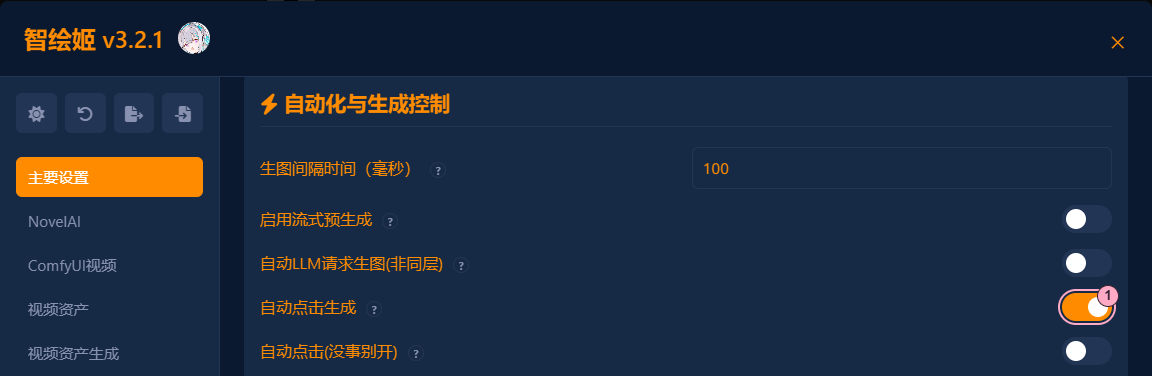 智绘姬 v3.2.1
自动化与生成控制
主要设置
NovelAI
ComfyUI视频
视频资产
视频资产生成
生图间隔时间（毫秒） ?
100
启用流式预生成 ?
自动LLM请求生图(非同层) ?
自动点击生成 ?
1
自动点击(没事别开) ?